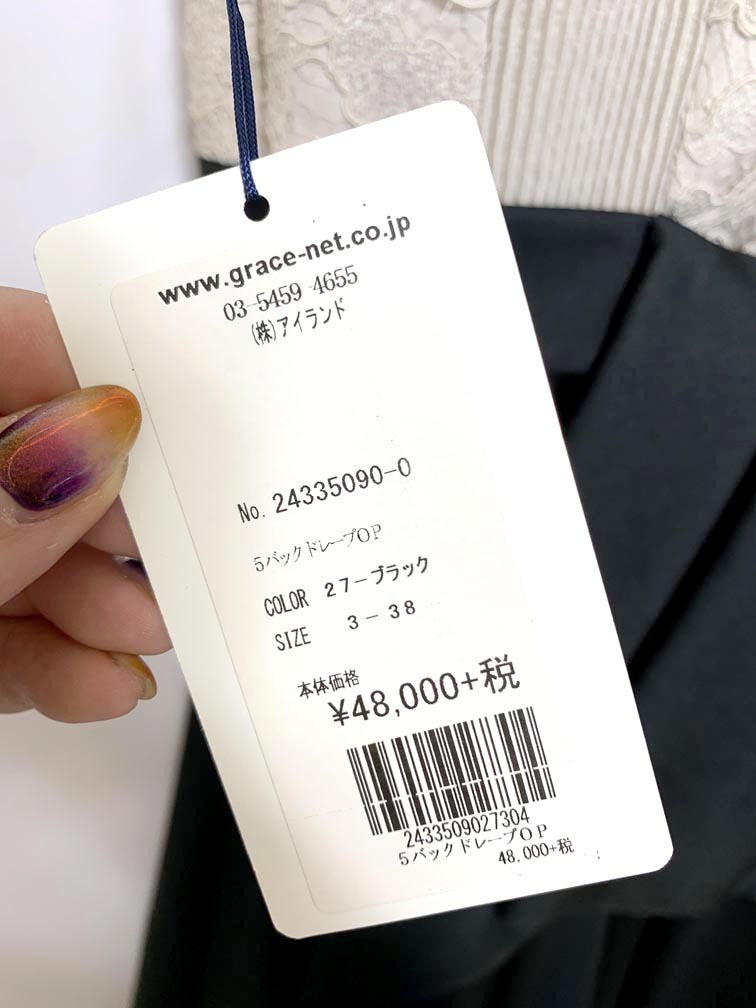 www.grace-net.co.jp
03-5459-4655
(株)アイランド
No. 24335090-0
5バックドレープOP
COLOR 27-ブラック
SIZE 3-38
本体価格
¥48,000+税
2433509027304
5バックドレープOP
48,000+税